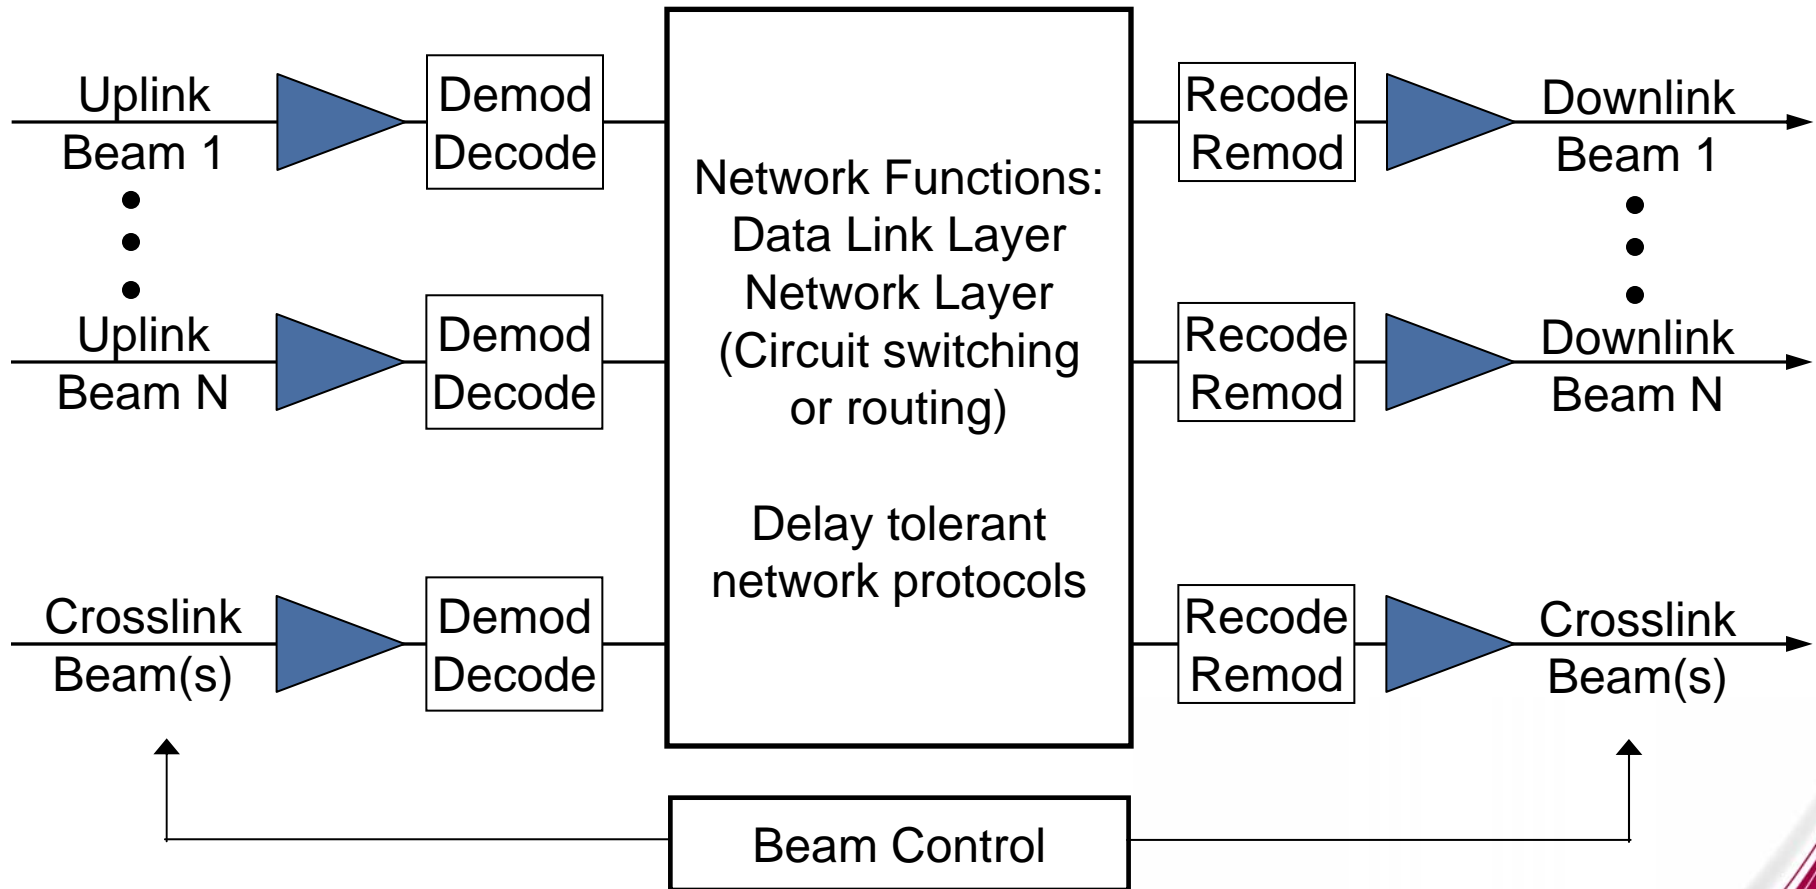 Uplink
Beam 1
Demod
Decode
Uplink
Beam N
Demod
Decode
Crosslink
Beam(s)
Demod
Decode
Network Functions:
Data Link Layer
Network Layer
(Circuit switching
or routing)
Delay tolerant
network protocols
Recode
Remod
Downlink
Beam 1
Recode
Remod
Downlink
Beam N
Recode
Remod
Crosslink
Beam(s)
Beam Control